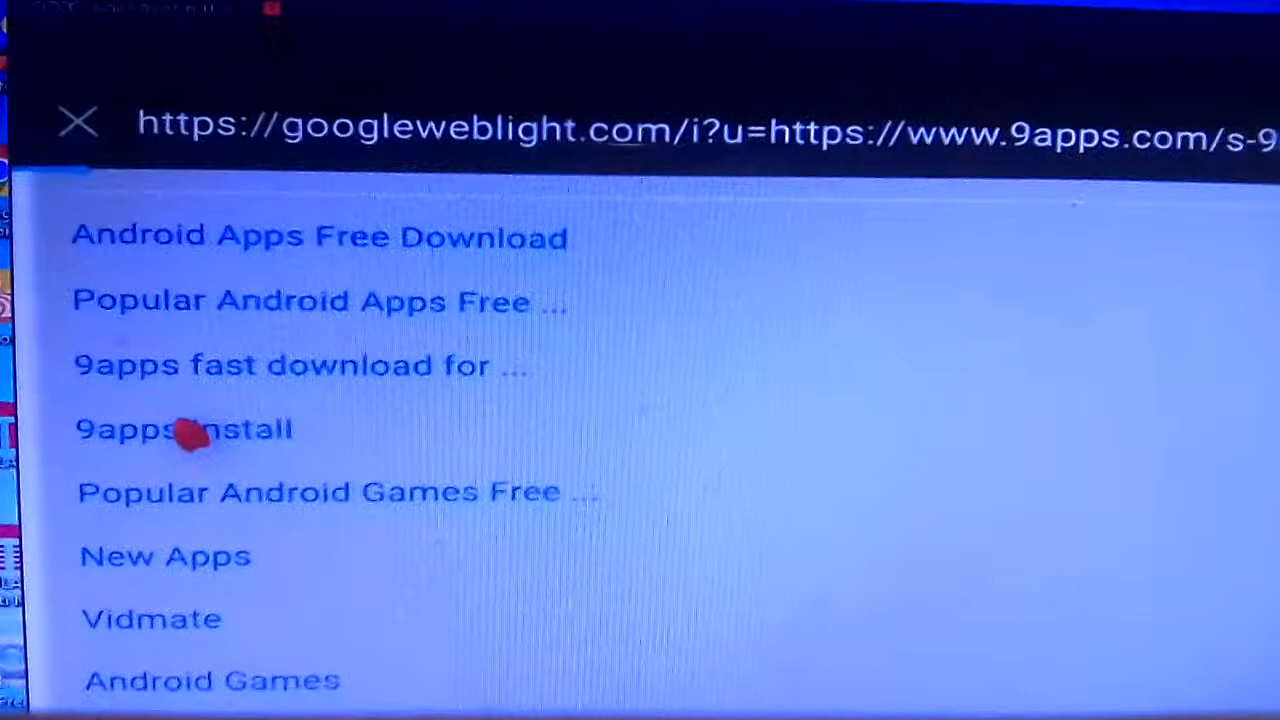 https://googleweblight.com/i?u=https://www.9apps.com/s-9
Android Apps Free Download
Popular Android Apps Free ...
9apps fast download for ...
9apps install
Popular Android Games Free ...
New Apps
Vidmate
Android Games